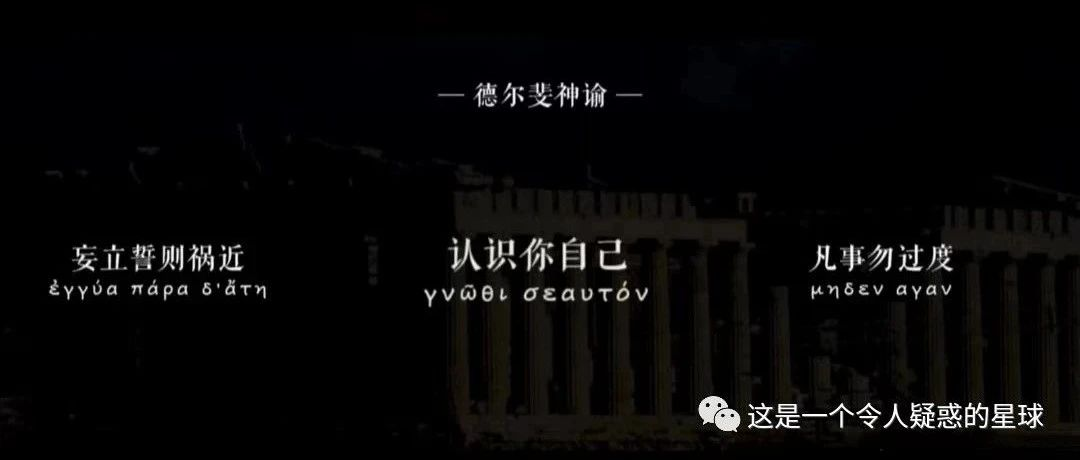 — 德尔斐神谕 —
妄立誓则祸近
ἐγγύα πάρα δ'ἄτη
认识你自己
γνῶθι σεαυτόν
凡事勿过度
μηδεν αγαν
这是一个令人疑惑的星球